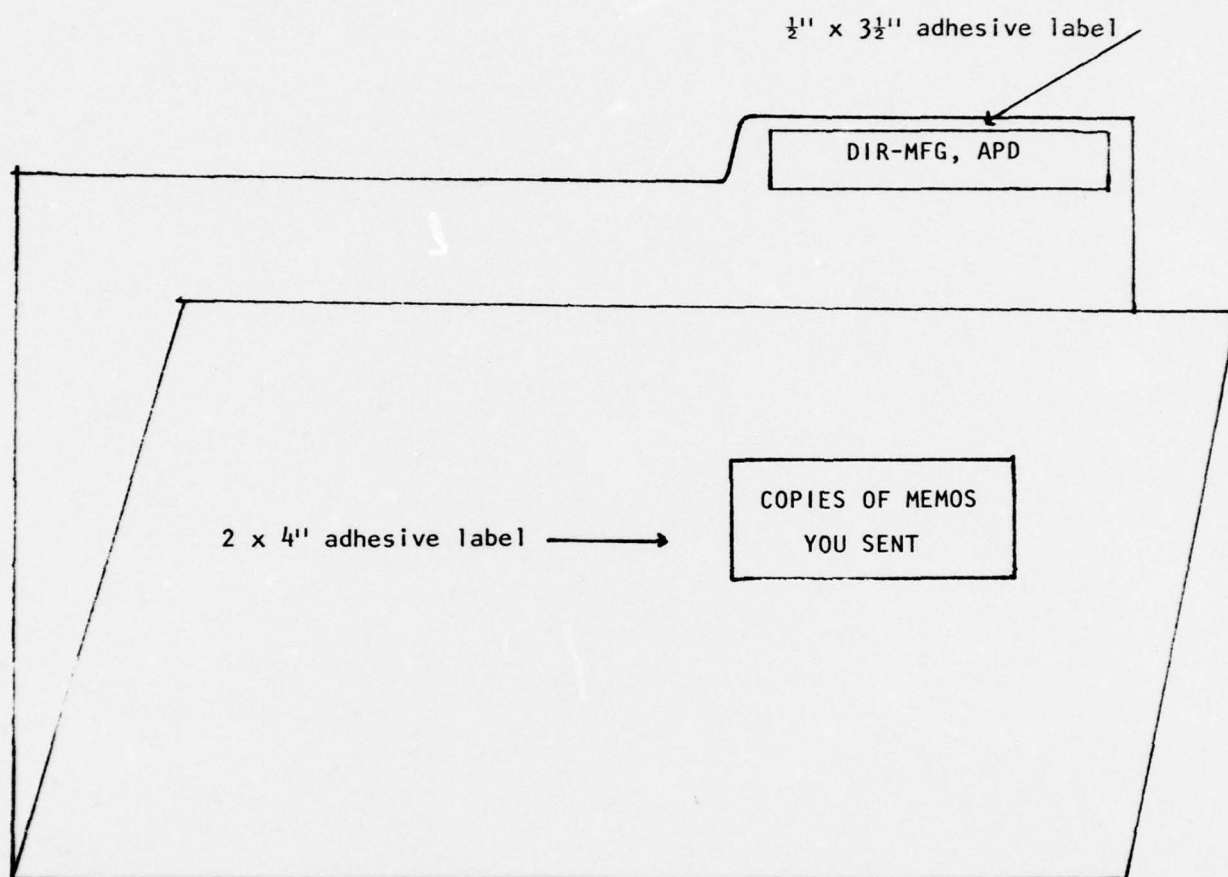 ½" x 3½" adhesive label
DIR-MFG, APD
COPIES OF MEMOS
YOU SENT
2 x 4" adhesive label